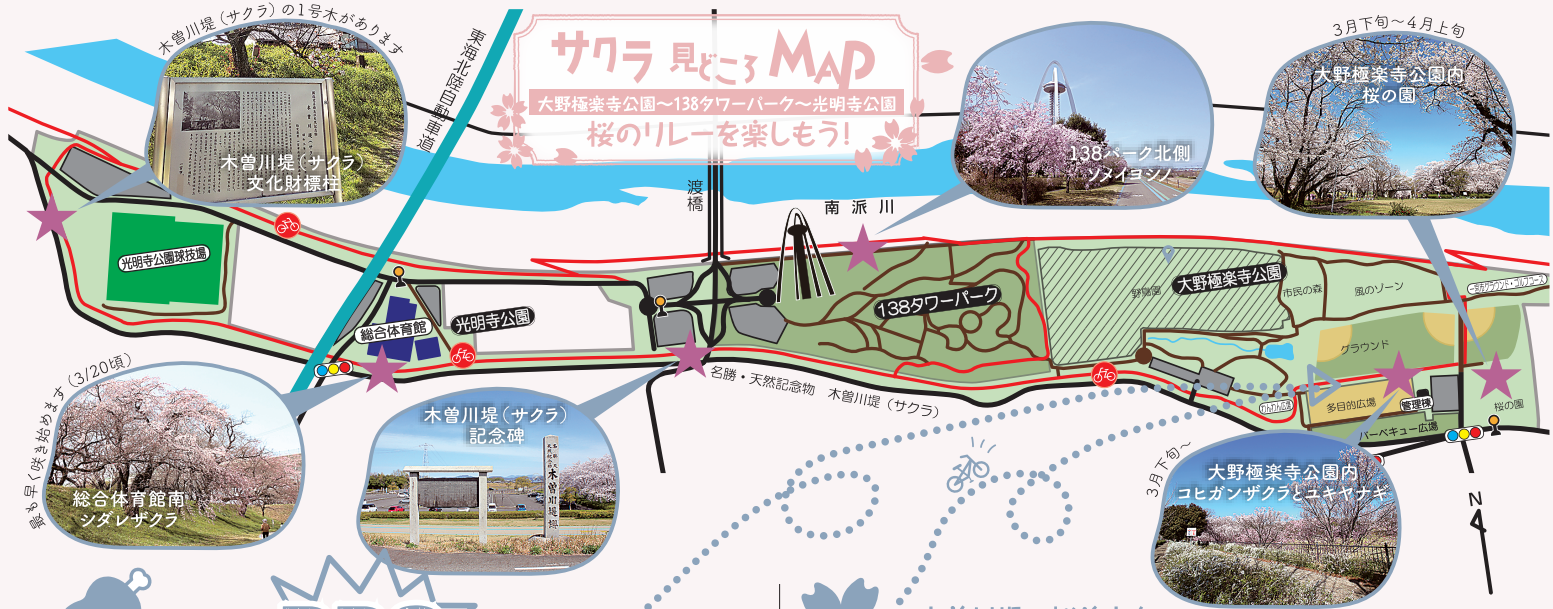 木曽川堤（サクラ）の1号木があります
木曽川堤（サクラ）
文化財標柱
東海北陸自動車道
サクラ 見どころ MAP
大野極楽寺公園〜138タワーパーク〜光明寺公園
桜のリレーを楽しもう!
138パーク北側
ソメイヨシノ
3月下旬〜4月上旬
大野極楽寺公園内
桜の園
渡橋
南派川
光明寺公園球技場
総合体育館
光明寺公園
138タワーパーク
野鳥園
大野極楽寺公園
市民の森
風のゾーン
グラウンド
名勝・天然記念物 木曽川堤（サクラ）
わんわん広場
多目的広場
管理棟
桜の園
バーベキュー広場
最も早く咲き始めます（3/20頃）
総合体育館南
シダレザクラ
木曽川堤（サクラ）
記念碑
木曽川堤
3月下旬〜
大野極楽寺公園内
コヒガンザクラとユキヤナギ
N